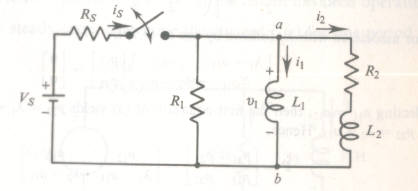 R_S
i_S
a
i_2
+
V_S
-
R_1
i_1
+
v_1
-
L_1
R_2
L_2
b